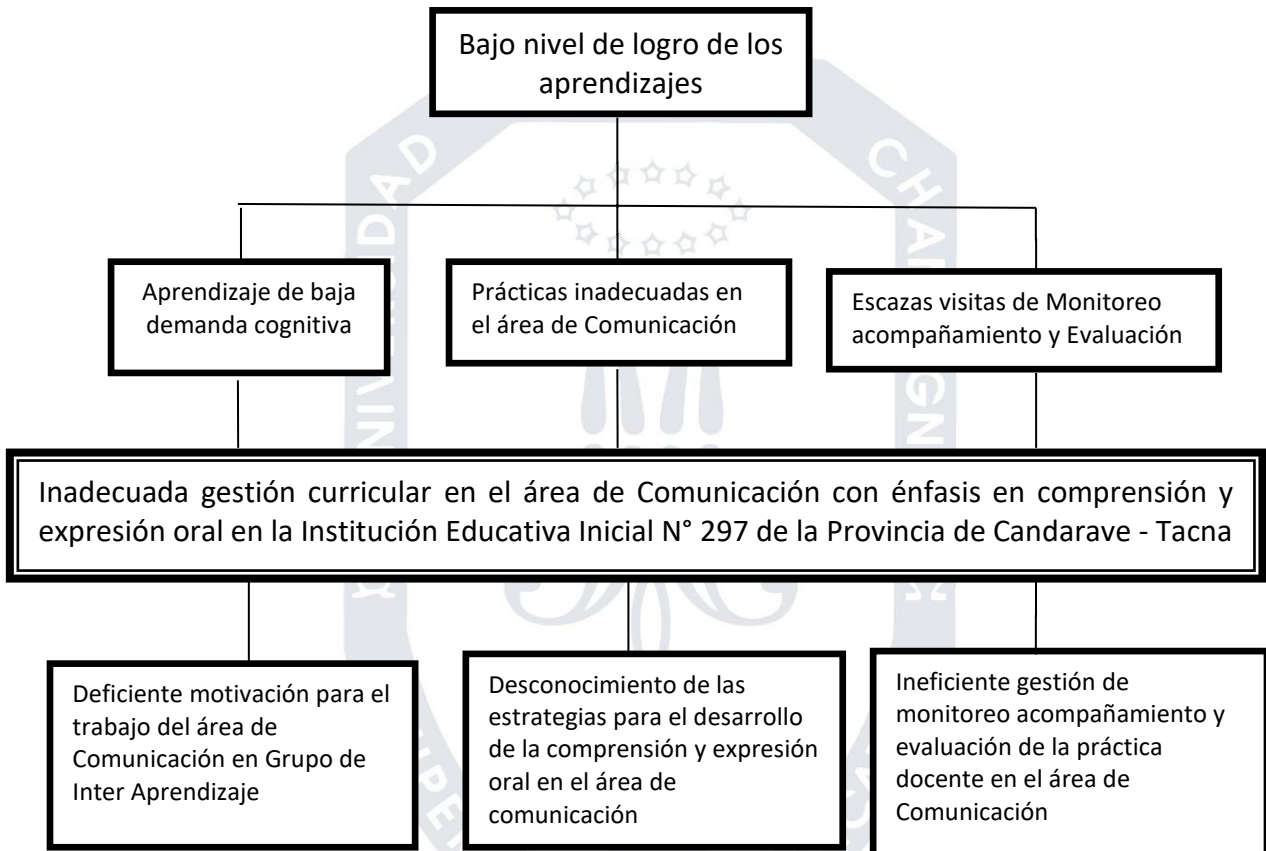 Bajo nivel de logro de los
aprendizajes
Aprendizaje de baja
demanda cognitiva
Prácticas inadecuadas en
el área de Comunicación
Escazas visitas de Monitoreo
acompañamiento y Evaluación
Inadecuada gestión curricular en el área de Comunicación con énfasis en comprensión y
expresión oral en la Institución Educativa Inicial N° 297 de la Provincia de Candarave - Tacna
Deficiente motivación para el
trabajo del área de
Comunicación en Grupo de
Inter Aprendizaje
Desconocimiento de las
estrategias para el desarrollo
de la comprensión y expresión
oral en el área de
comunicación
Ineficiente gestión de
monitoreo acompañamiento y
evaluación de la práctica
docente en el área de
Comunicación